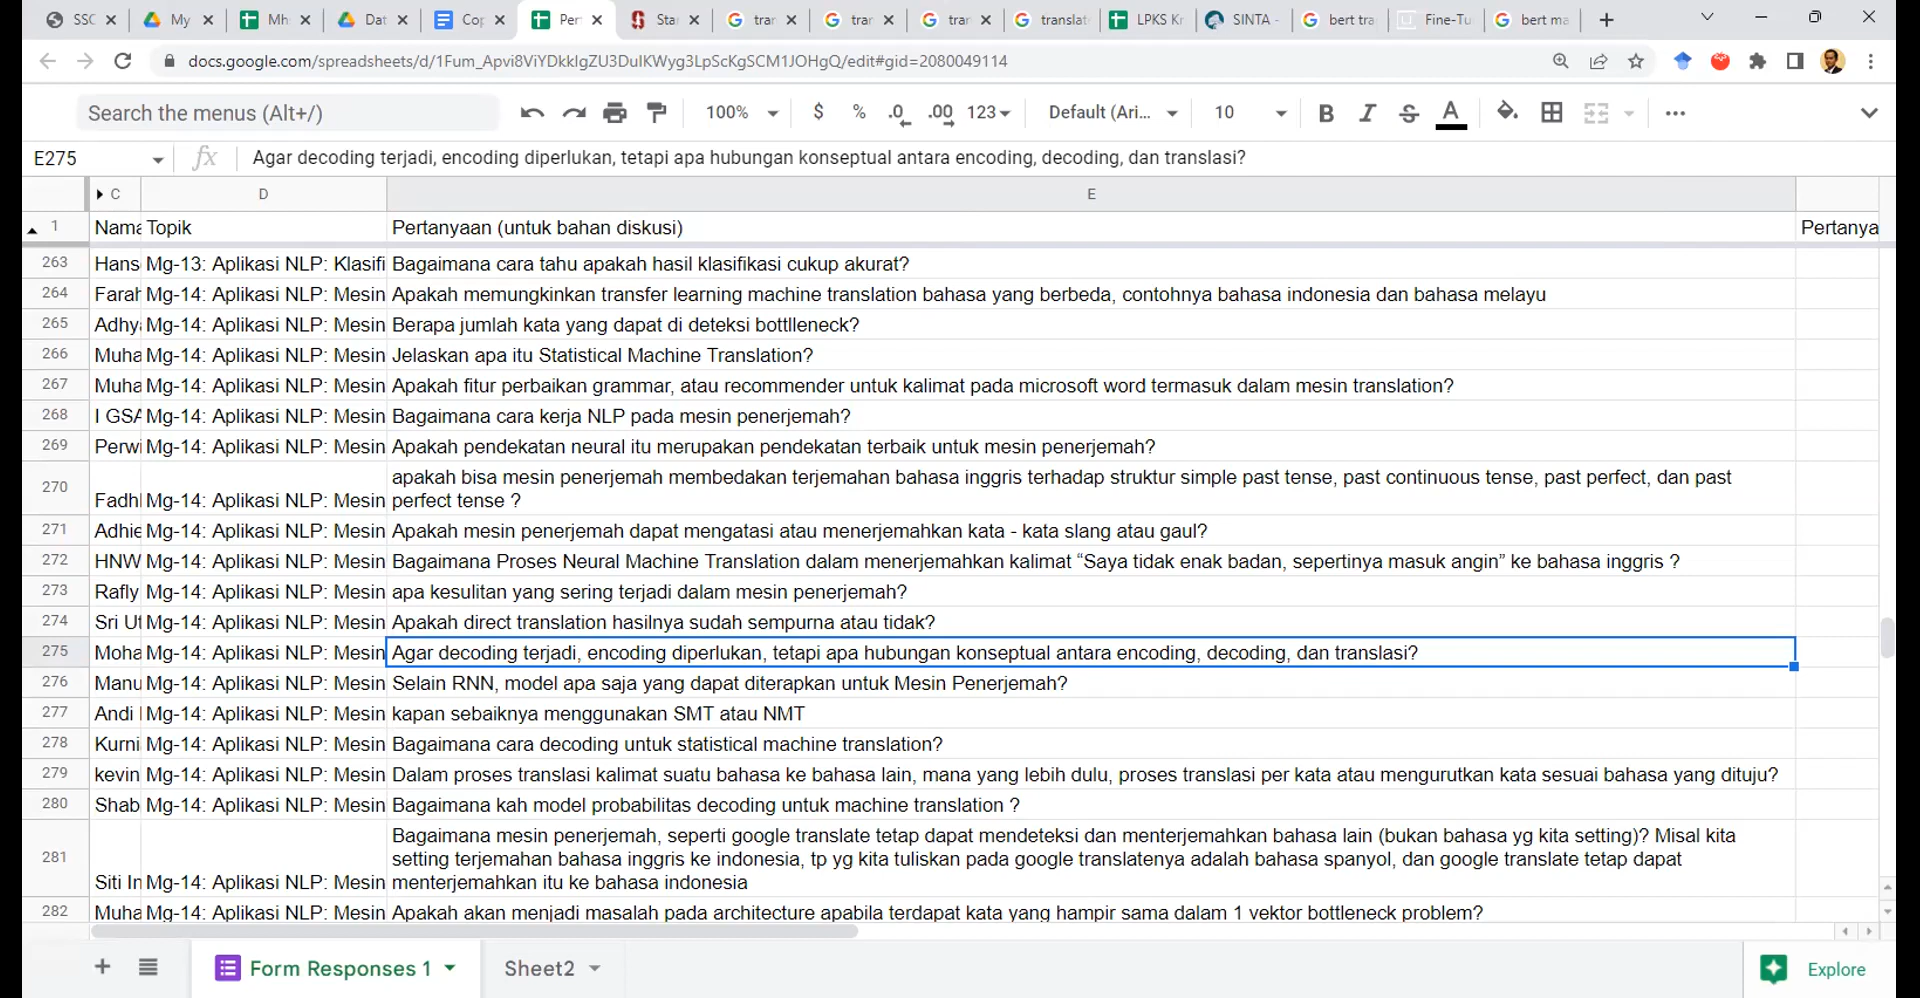 SSC
My
Mh
Dat
Cop
Per
Sta
trar
trar
trar
translat
LPKS Kr
SINTA -
bert tra
Fine-Tu
bert ma
docs.google.com/spreadsheets/d/1Fum_Apvi8ViYDkklgZU3DulKWyg3LpScKgSCM1JOHgQ/edit#gid=2080049114
Search the menus (Alt+/)
100%
$ % .0 .00 123
Default (Ari...
10
B I S A
E275
fx
Agar decoding terjadi, encoding diperlukan, tetapi apa hubungan konseptual antara encoding, decoding, dan translasi?
C D E
1 Nama Topik Pertanyaan (untuk bahan diskusi) Pertanya
263 Hans Mg-13: Aplikasi NLP: Klasifi Bagaimana cara tahu apakah hasil klasifikasi cukup akurat?
264 Farah Mg-14: Aplikasi NLP: Mesin Apakah memungkinkan transfer learning machine translation bahasa yang berbeda, contohnya bahasa indonesia dan bahasa melayu
265 Adhy Mg-14: Aplikasi NLP: Mesin Berapa jumlah kata yang dapat di deteksi bottlleneck?
266 Muha Mg-14: Aplikasi NLP: Mesin Jelaskan apa itu Statistical Machine Translation?
267 Muha Mg-14: Aplikasi NLP: Mesin Apakah fitur perbaikan grammar, atau recommender untuk kalimat pada microsoft word termasuk dalam mesin translation?
268 I GSA Mg-14: Aplikasi NLP: Mesin Bagaimana cara kerja NLP pada mesin penerjemah?
269 Perwi Mg-14: Aplikasi NLP: Mesin Apakah pendekatan neural itu merupakan pendekatan terbaik untuk mesin penerjemah?
apakah bisa mesin penerjemah membedakan terjemahan bahasa inggris terhadap struktur simple past tense, past continuous tense, past perfect, dan past
270 Fadhl Mg-14: Aplikasi NLP: Mesin perfect tense ?
271 Adhie Mg-14: Aplikasi NLP: Mesin Apakah mesin penerjemah dapat mengatasi atau menerjemahkan kata - kata slang atau gaul?
272 HNW Mg-14: Aplikasi NLP: Mesin Bagaimana Proses Neural Machine Translation dalam menerjemahkan kalimat “Saya tidak enak badan, sepertinya masuk angin” ke bahasa inggris ?
273 Rafly Mg-14: Aplikasi NLP: Mesin apa kesulitan yang sering terjadi dalam mesin penerjemah?
274 Sri Ut Mg-14: Aplikasi NLP: Mesin Apakah direct translation hasilnya sudah sempurna atau tidak?
275 Moha Mg-14: Aplikasi NLP: Mesin Agar decoding terjadi, encoding diperlukan, tetapi apa hubungan konseptual antara encoding, decoding, dan translasi?
276 Manu Mg-14: Aplikasi NLP: Mesin Selain RNN, model apa saja yang dapat diterapkan untuk Mesin Penerjemah?
277 Andi Mg-14: Aplikasi NLP: Mesin kapan sebaiknya menggunakan SMT atau NMT
278 Kurni Mg-14: Aplikasi NLP: Mesin Bagaimana cara decoding untuk statistical machine translation?
279 kevin Mg-14: Aplikasi NLP: Mesin Dalam proses translasi kalimat suatu bahasa ke bahasa lain, mana yang lebih dulu, proses translasi per kata atau mengurutkan kata sesuai bahasa yang dituju?
280 Shab Mg-14: Aplikasi NLP: Mesin Bagaimana kah model probabilitas decoding untuk machine translation ?
Bagaimana mesin penerjemah, seperti google translate tetap dapat mendeteksi dan menterjemahkan bahasa lain (bukan bahasa yg kita setting)? Misal kita
281 setting terjemahan bahasa inggris ke indonesia, tp yg kita tuliskan pada google translatenya adalah bahasa spanyol, dan google translate tetap dapat
Siti In Mg-14: Aplikasi NLP: Mesin menterjemahkan itu ke bahasa indonesia
282 Muha Mg-14: Aplikasi NLP: Mesin Apakah akan menjadi masalah pada architecture apabila terdapat kata yang hampir sama dalam 1 vektor bottleneck problem?
Form Responses 1
Sheet2
Explore